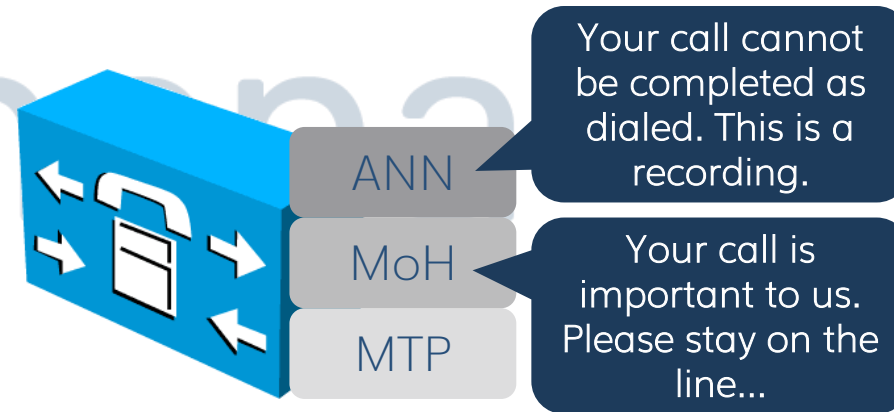 Your call cannot
be completed as
dialed. This is a
recording.
ANN
Your call is
important to us.
Please stay on the
line...
MoH
MTP